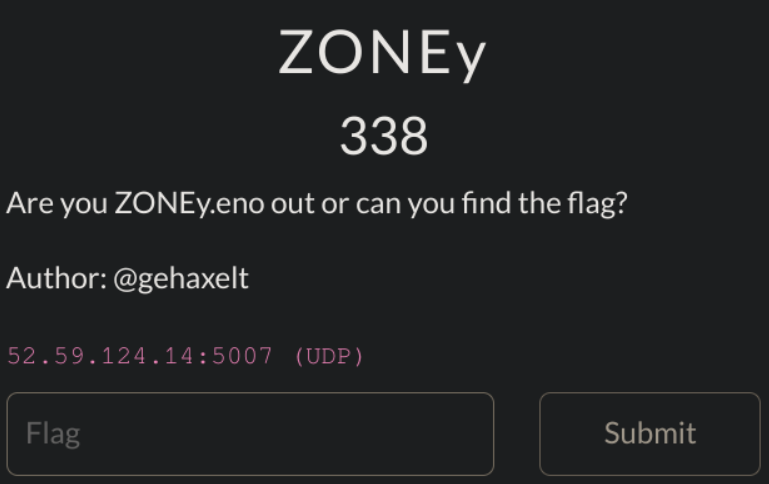 ZONEy
338
Are you ZONEy.eno out or can you find the flag?
Author: @gehaxelt
52.59.124.14:5007 (UDP)
Flag Submit